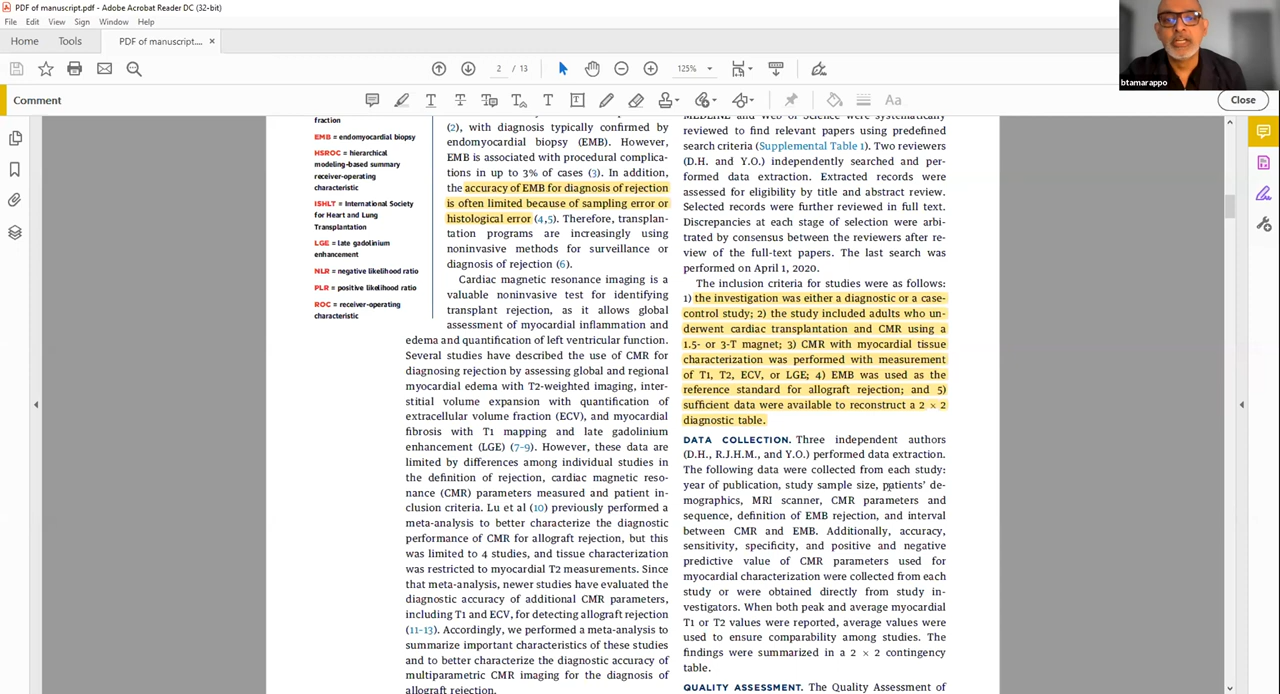 PDF of manuscript.pdf - Adobe Acrobat Reader DC (32-bit)
File Edit View Sign Window Help
Home Tools PDF of manuscript.... ×
2 / 13 125%
btamarappo
Comment
Close
fraction
EMB = endomyocardial biopsy
HSROC = hierarchical
modeling-based summary
receiver-operating
characteristic
ISHLT = International Society
for Heart and Lung
Transplantation
LGE = late gadolinium
enhancement
NLR = negative likelihood ratio
PLR = positive likelihood ratio
ROC = receiver-operating
characteristic
(2), with diagnosis typically confirmed by
endomyocardial biopsy (EMB). However,
EMB is associated with procedural complica-
tions in up to 3% of cases (3). In addition,
the accuracy of EMB for diagnosis of rejection
is often limited because of sampling error or
histological error (4,5). Therefore, transplan-
tation programs are increasingly using
noninvasive methods for surveillance or
diagnosis of rejection (6).
Cardiac magnetic resonance imaging is a
valuable noninvasive test for identifying
transplant rejection, as it allows global
assessment of myocardial inflammation and
edema and quantification of left ventricular function.
Several studies have described the use of CMR for
diagnosing rejection by assessing global and regional
myocardial edema with T2-weighted imaging, inter-
stitial volume expansion with quantification of
extracellular volume fraction (ECV), and myocardial
fibrosis with T1 mapping and late gadolinium
enhancement (LGE) (7-9). However, these data are
limited by differences among individual studies in
the definition of rejection, cardiac magnetic reso-
nance (CMR) parameters measured and patient in-
clusion criteria. Lu et al (10) previously performed a
meta-analysis to better characterize the diagnostic
performance of CMR for allograft rejection, but this
was limited to 4 studies, and tissue characterization
was restricted to myocardial T2 measurements. Since
that meta-analysis, newer studies have evaluated the
diagnostic accuracy of additional CMR parameters,
including T1 and ECV, for detecting allograft rejection
(11-13). Accordingly, we performed a meta-analysis to
summarize important characteristics of these studies
and to better characterize the diagnostic accuracy of
multiparametric CMR imaging for the diagnosis of
allograft rejection.
MEDLINE and Web of Science were systematically
reviewed to find relevant papers using predefined
search criteria (Supplemental Table 1). Two reviewers
(D.H. and Y.O.) independently searched and per-
formed data extraction. Extracted records were
assessed for eligibility by title and abstract review.
Selected records were further reviewed in full text.
Discrepancies at each stage of selection were arbi-
trated by consensus between the reviewers after re-
view of the full-text papers. The last search was
performed on April 1, 2020.
The inclusion criteria for studies were as follows:
1) the investigation was either a diagnostic or a case-
control study; 2) the study included adults who un-
derwent cardiac transplantation and CMR using a
1.5- or 3-T magnet; 3) CMR with myocardial tissue
characterization was performed with measurement
of T1, T2, ECV, or LGE; 4) EMB was used as the
reference standard for allograft rejection; and 5)
sufficient data were available to reconstruct a 2 × 2
diagnostic table.
DATA COLLECTION. Three independent authors
(D.H., R.J.H.M., and Y.O.) performed data extraction.
The following data were collected from each study:
year of publication, study sample size, patients' de-
mographics, MRI scanner, CMR parameters and
sequence, definition of EMB rejection, and interval
between CMR and EMB. Additionally, accuracy,
sensitivity, specificity, and positive and negative
predictive value of CMR parameters used for
myocardial characterization were collected from each
study or were obtained directly from study in-
vestigators. When both peak and average myocardial
T1 or T2 values were reported, average values were
used to ensure comparability among studies. The
findings were summarized in a 2 × 2 contingency
table.
QUALITY ASSESSMENT. The Quality Assessment of